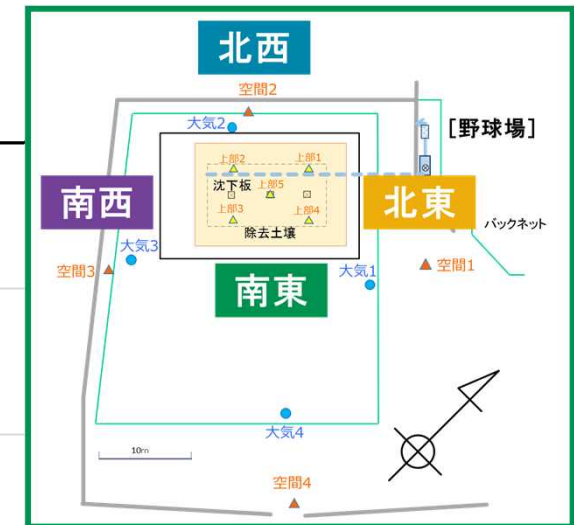 北西
空間2
大気2
[野球場]
上部2
上部1
沈下板
上部5
南西
北東
上部3
上部4
バックネット
除去土壌
大気3
空間3
南東
大気1
空間1
大気4
10m
空間4